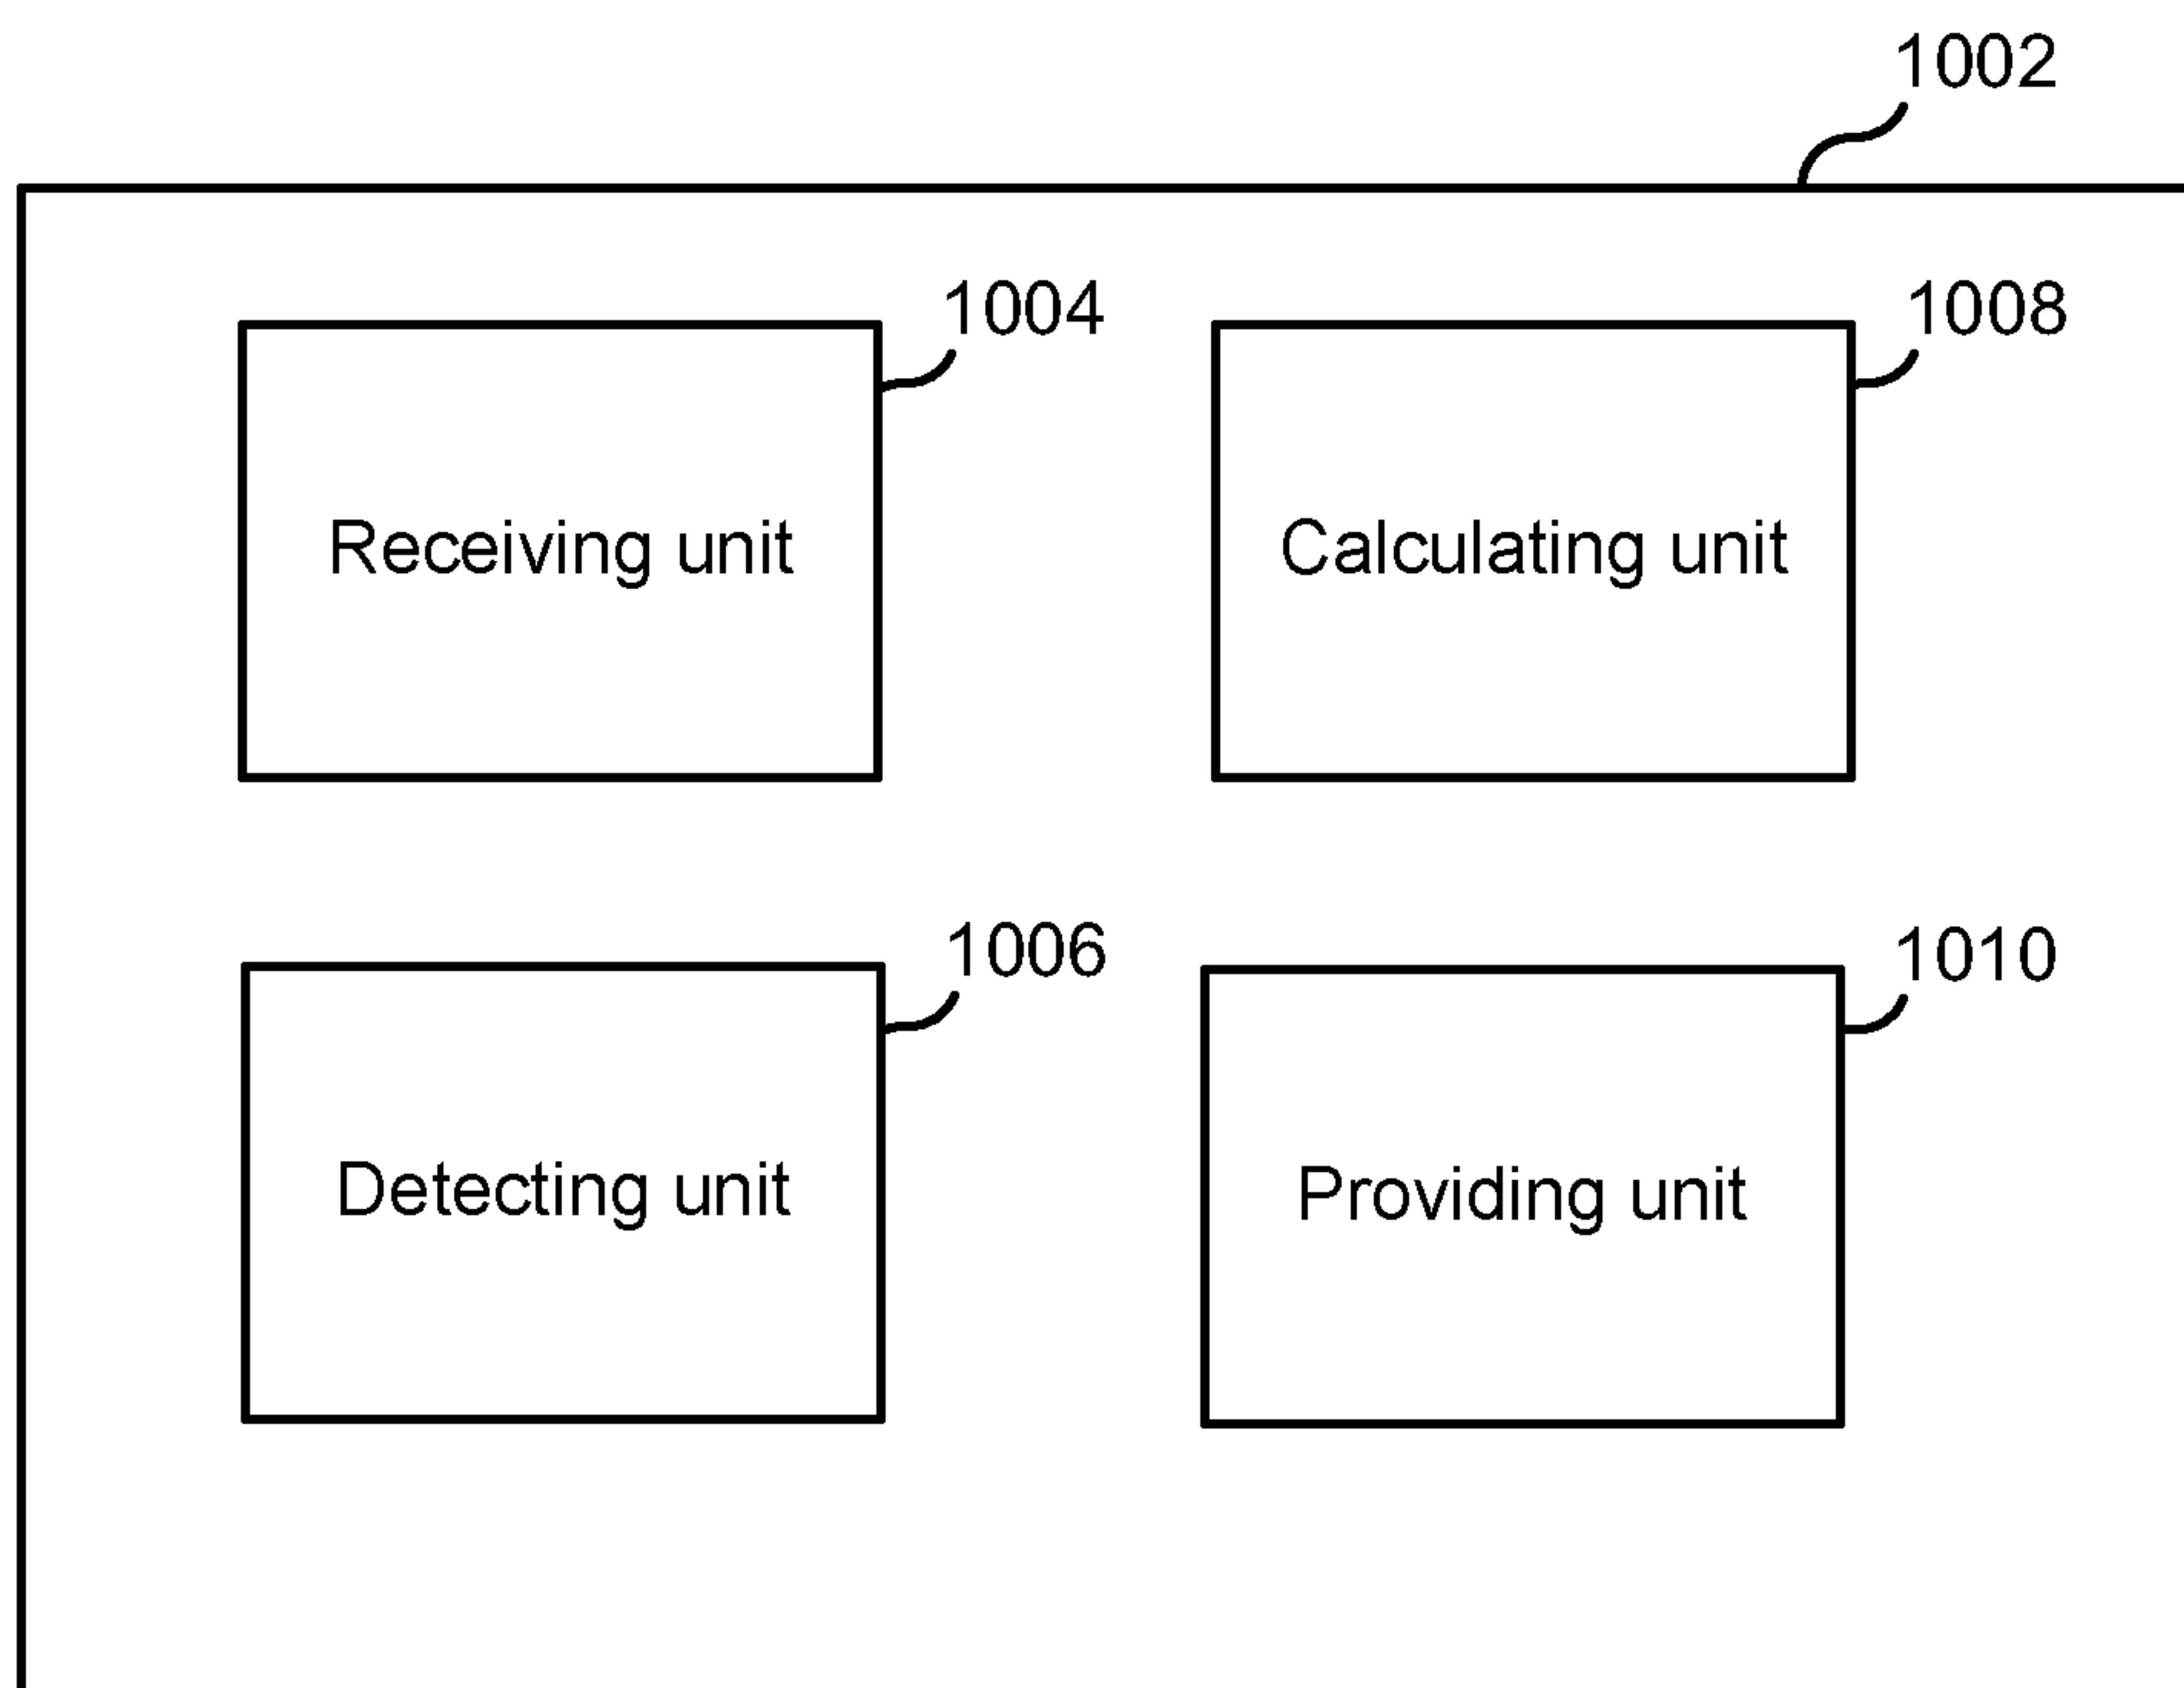 1002
1004
1008
Receiving unit
Calculating unit
1006
1010
Detecting unit
Providing unit